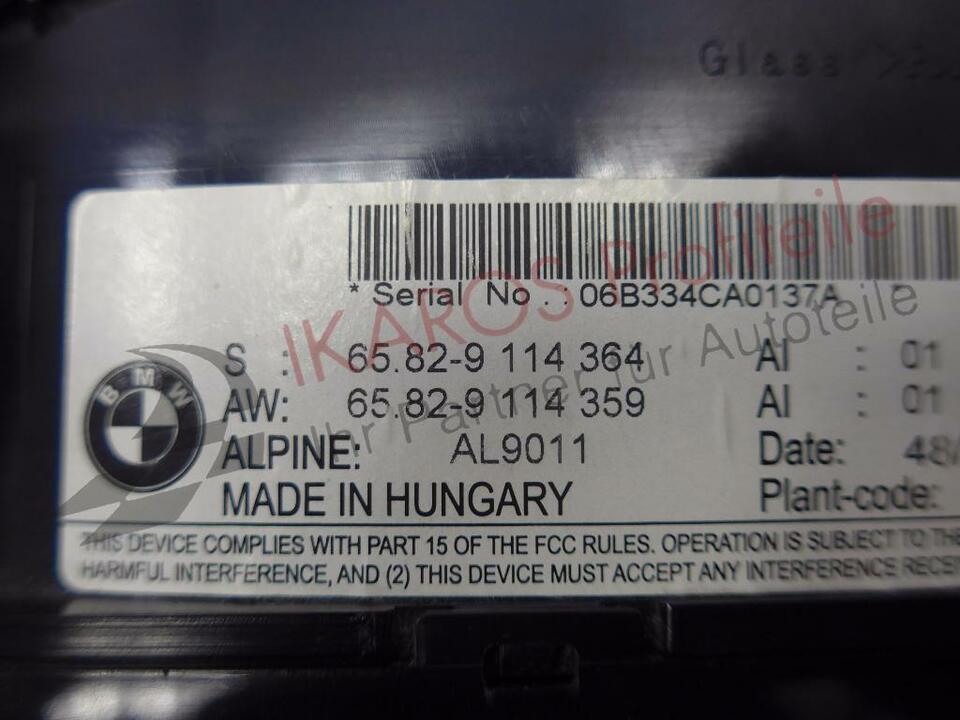 Glass
* Serial No.: 06B334CA0137A *
S : 65.82-9 114 364 AI : 01
AW: 65.82-9 114 359 AI : 01
BMW
ALPINE: AL9011 Date: 48/
MADE IN HUNGARY Plant-code:
THIS DEVICE COMPLIES WITH PART 15 OF THE FCC RULES. OPERATION IS SUBJECT TO THE
HARMFUL INTERFERENCE, AND (2) THIS DEVICE MUST ACCEPT ANY INTERFERENCE RECEI
IKAROS Profiteile
Ihr Partner für Autoteile